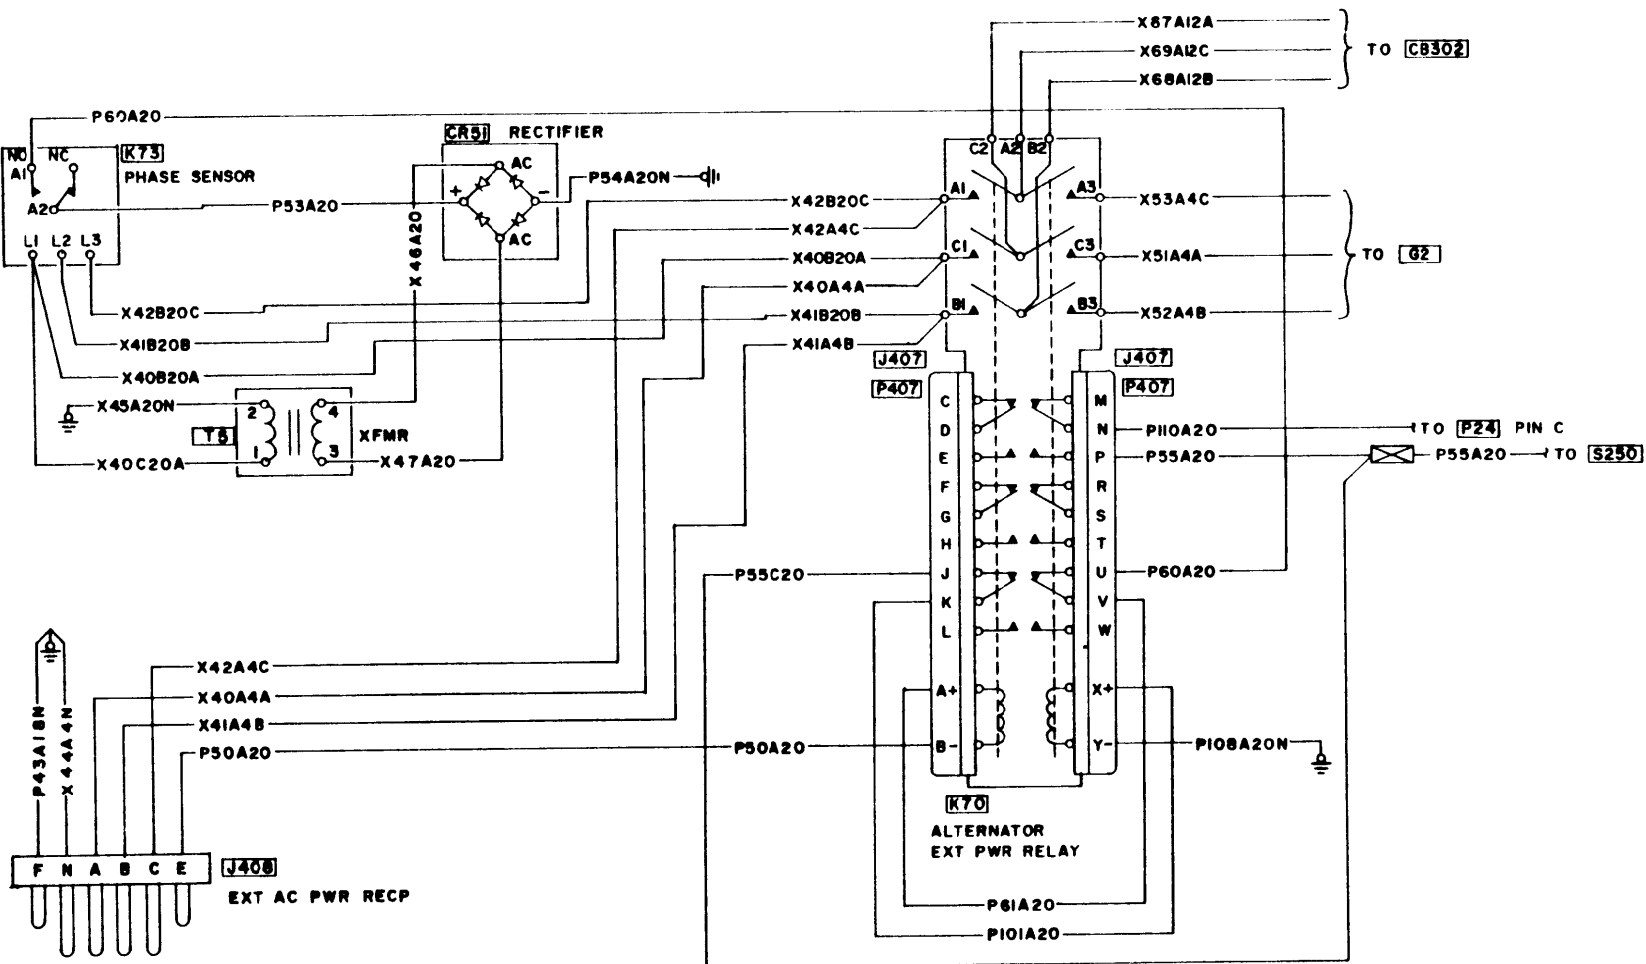 X87A12A
X69A12C TO CB302
X68A12B
P60A20
CR51 RECTIFIER
NO NC K73
A1 PHASE SENSOR
A2
L1 L2 L3
AC
+ -
AC
P54A20N
P53A20
X46A20
C2 A2 B2
A1 A3
C1 C3
B1 B3
X42B20C
X42A4C
X40B20A
X40A4A
X41B20B
X41A4B
X53A4C
X51A4A TO G2
X52A4B
X42B20C
X41B20B
X40B20A
X45A20N
2 4
T5 XFMR
1 3
X40C20A
X47A20
J407 J407
P407 P407
C M
D N P110A20 TO P24 PIN C
E P P55A20 P55A20 TO S250
F R
G S
H T
P55C20 J U P60A20
K V
L W
A+ X+
P50A20 B- Y- P108A20N
K70
ALTERNATOR
EXT PWR RELAY
P61A20
P101A20
X42A4C
X40A4A
X41A4B
P50A20
P43A18N
X44A4N
F N A B C E J408
EXT AC PWR RECP